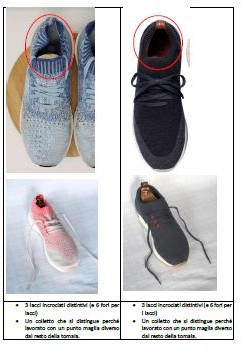 • 3 lacci incrociati distintivi (e 6 fori per
lacci)
• Un colletto che si distingue perché
lavorato con un punto maglia diverso
dal resto della tomaia.
• 3 lacci incrociati distintivi (e 6 fori per
i lacci)
• Un colletto che si distingue perché
lavorato con un punto maglia diverso
dal resto della tomaia.